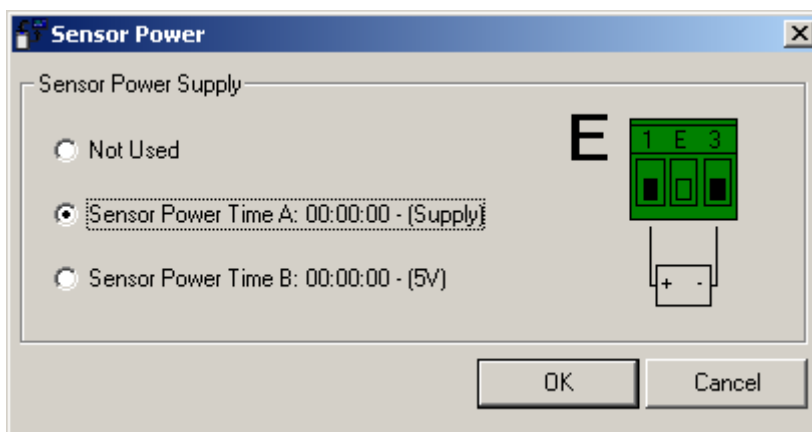 Sensor Power
Sensor Power Supply
Not Used
Sensor Power Time A: 00:00:00 - (Supply)
Sensor Power Time B: 00:00:00 - (5V)
E
1 E 3
+ -
OK
Cancel